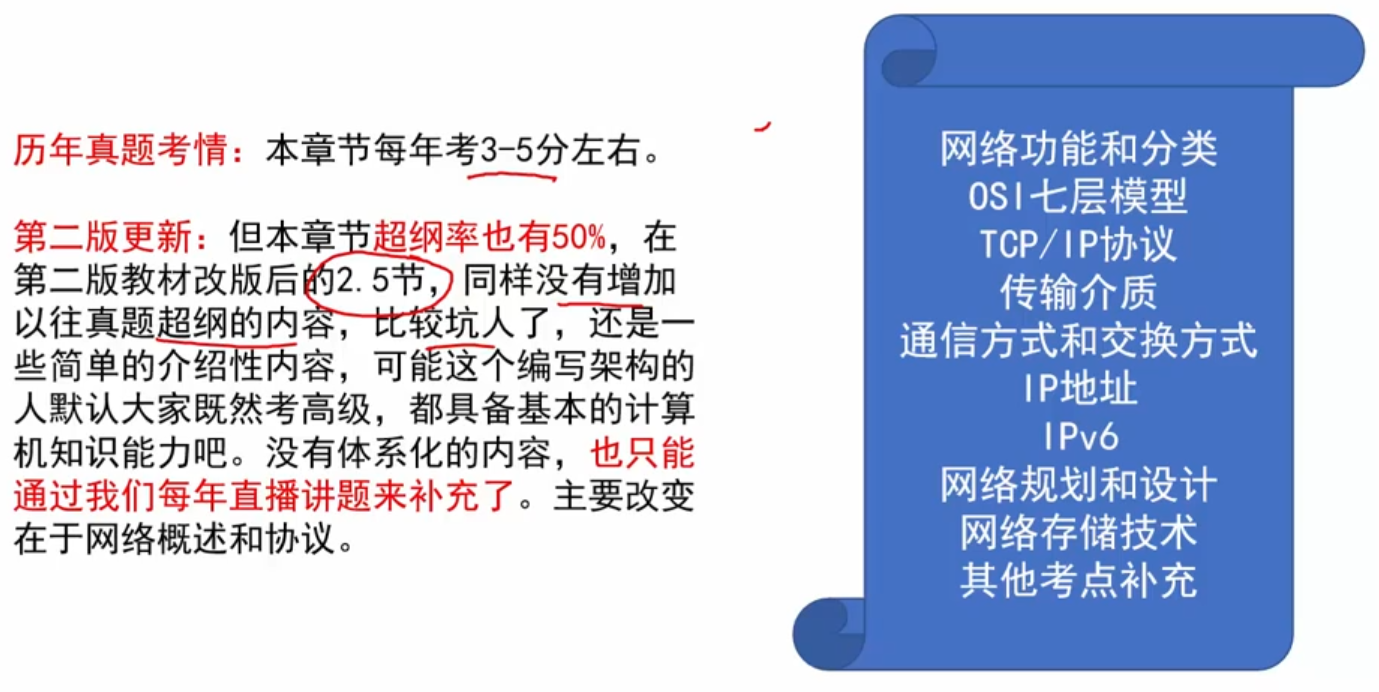 历年真题考情：本章节每年考3-5分左右。
第二版更新：但本章节超纲率也有50%，在
第二版教材改版后的2.5节，同样没有增加
以往真题超纲的内容，比较坑人了，还是一
些简单的介绍性内容，可能这个编写架构的
人默认大家既然考高级，都具备基本的计算
机知识能力吧。没有体系化的内容，也只能
通过我们每年直播讲题来补充了。主要改变
在于网络概述和协议。
网络功能和分类
OSI七层模型
TCP/IP协议
传输介质
通信方式和交换方式
IP地址
IPv6
网络规划和设计
网络存储技术
其他考点补充